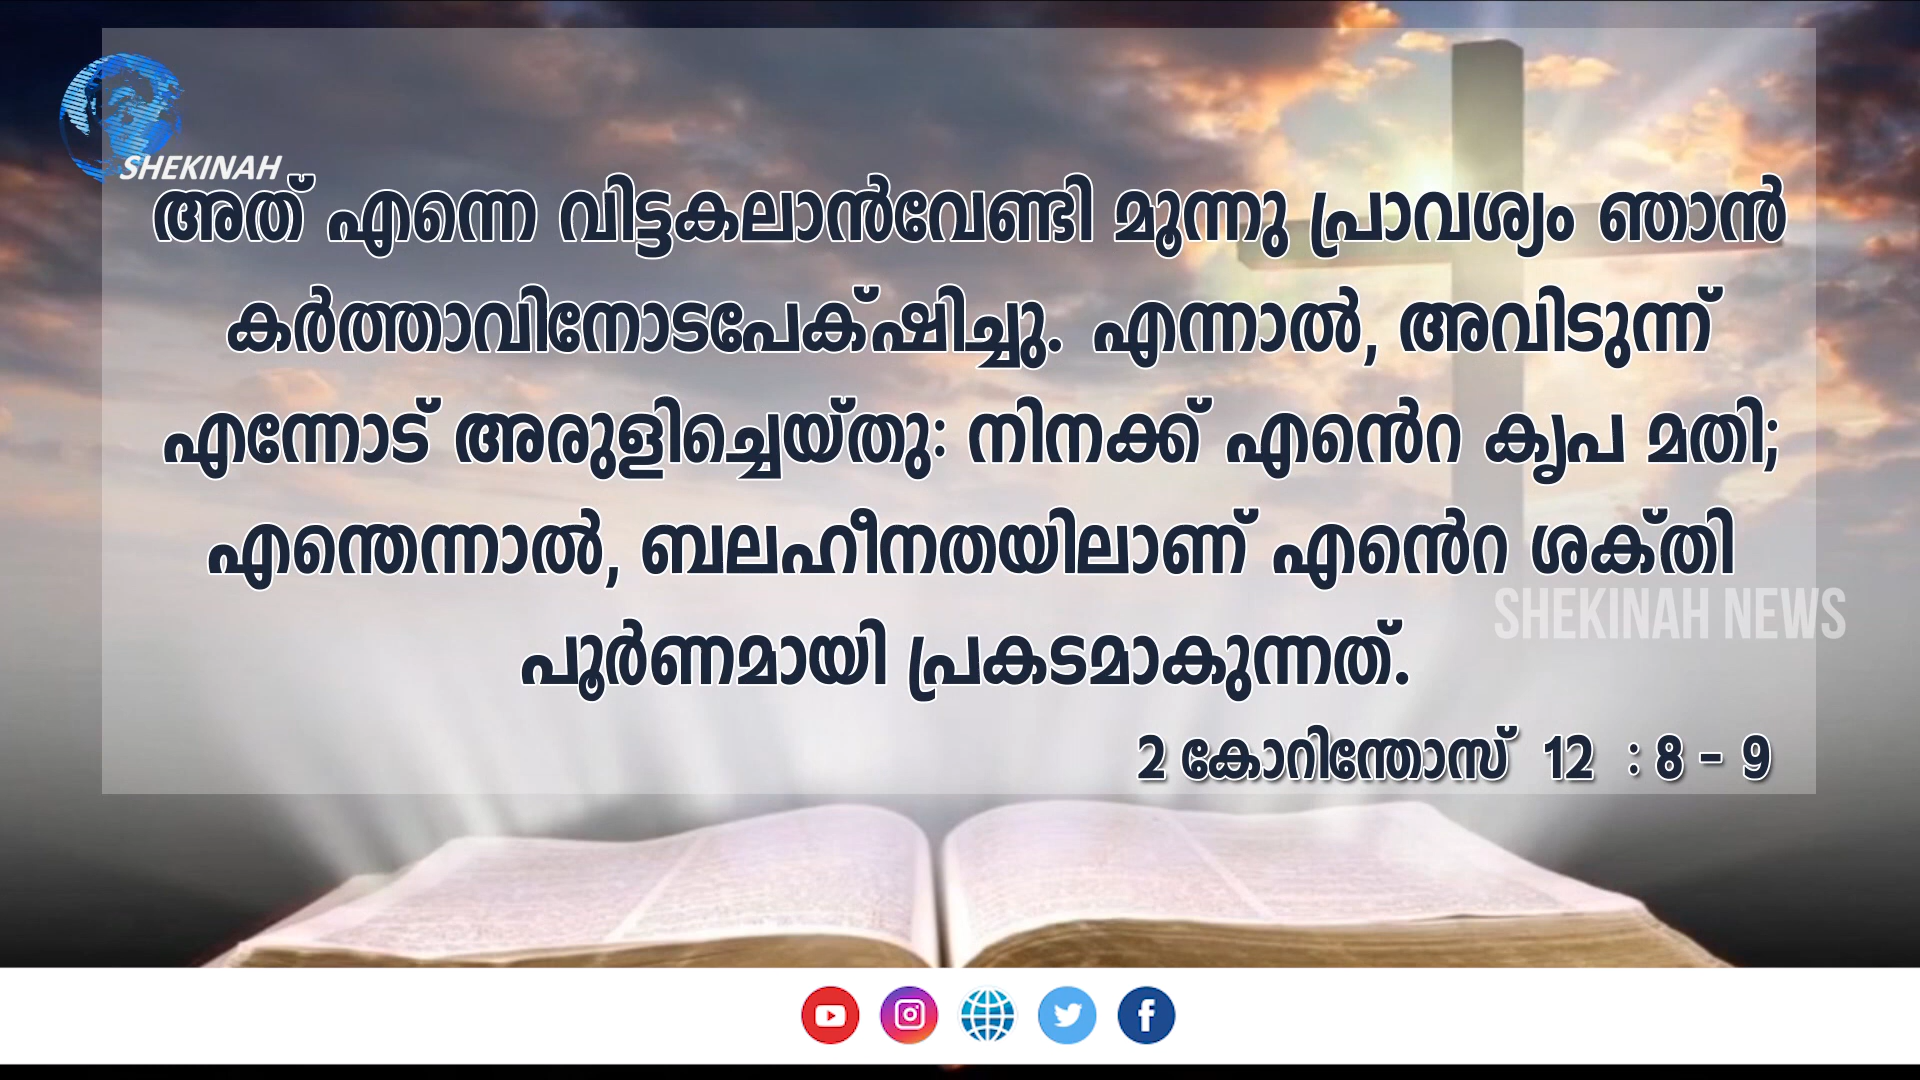 SHEKINAH
അത് എന്നെ വിട്ടകലാൻവേണ്ടി മൂന്നു പ്രാവശ്യം ഞാൻ
കർത്താവിനോടപേക്‌ഷിച്ചു. എന്നാൽ, അവിടുന്ന്
എന്നോട് അരുളിച്ചെയ്തു: നിനക്ക് എൻെറ കൃപ മതി;
എന്തെന്നാൽ, ബലഹീനതയിലാണ് എൻെറ ശക്‌തി
SHEKINAH NEWS
പൂർണമായി പ്രകടമാകുന്നത്.
2 കോറിന്തോസ് 12 : 8 - 9